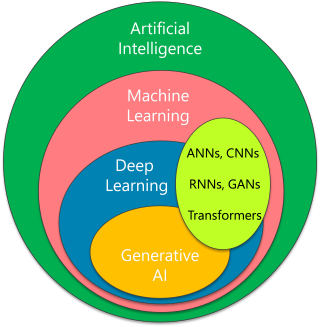 Artificial
Intelligence
Machine
Learning
Deep
Learning
ANNs, CNNs
RNNs, GANs
Transformers
Generative
AI